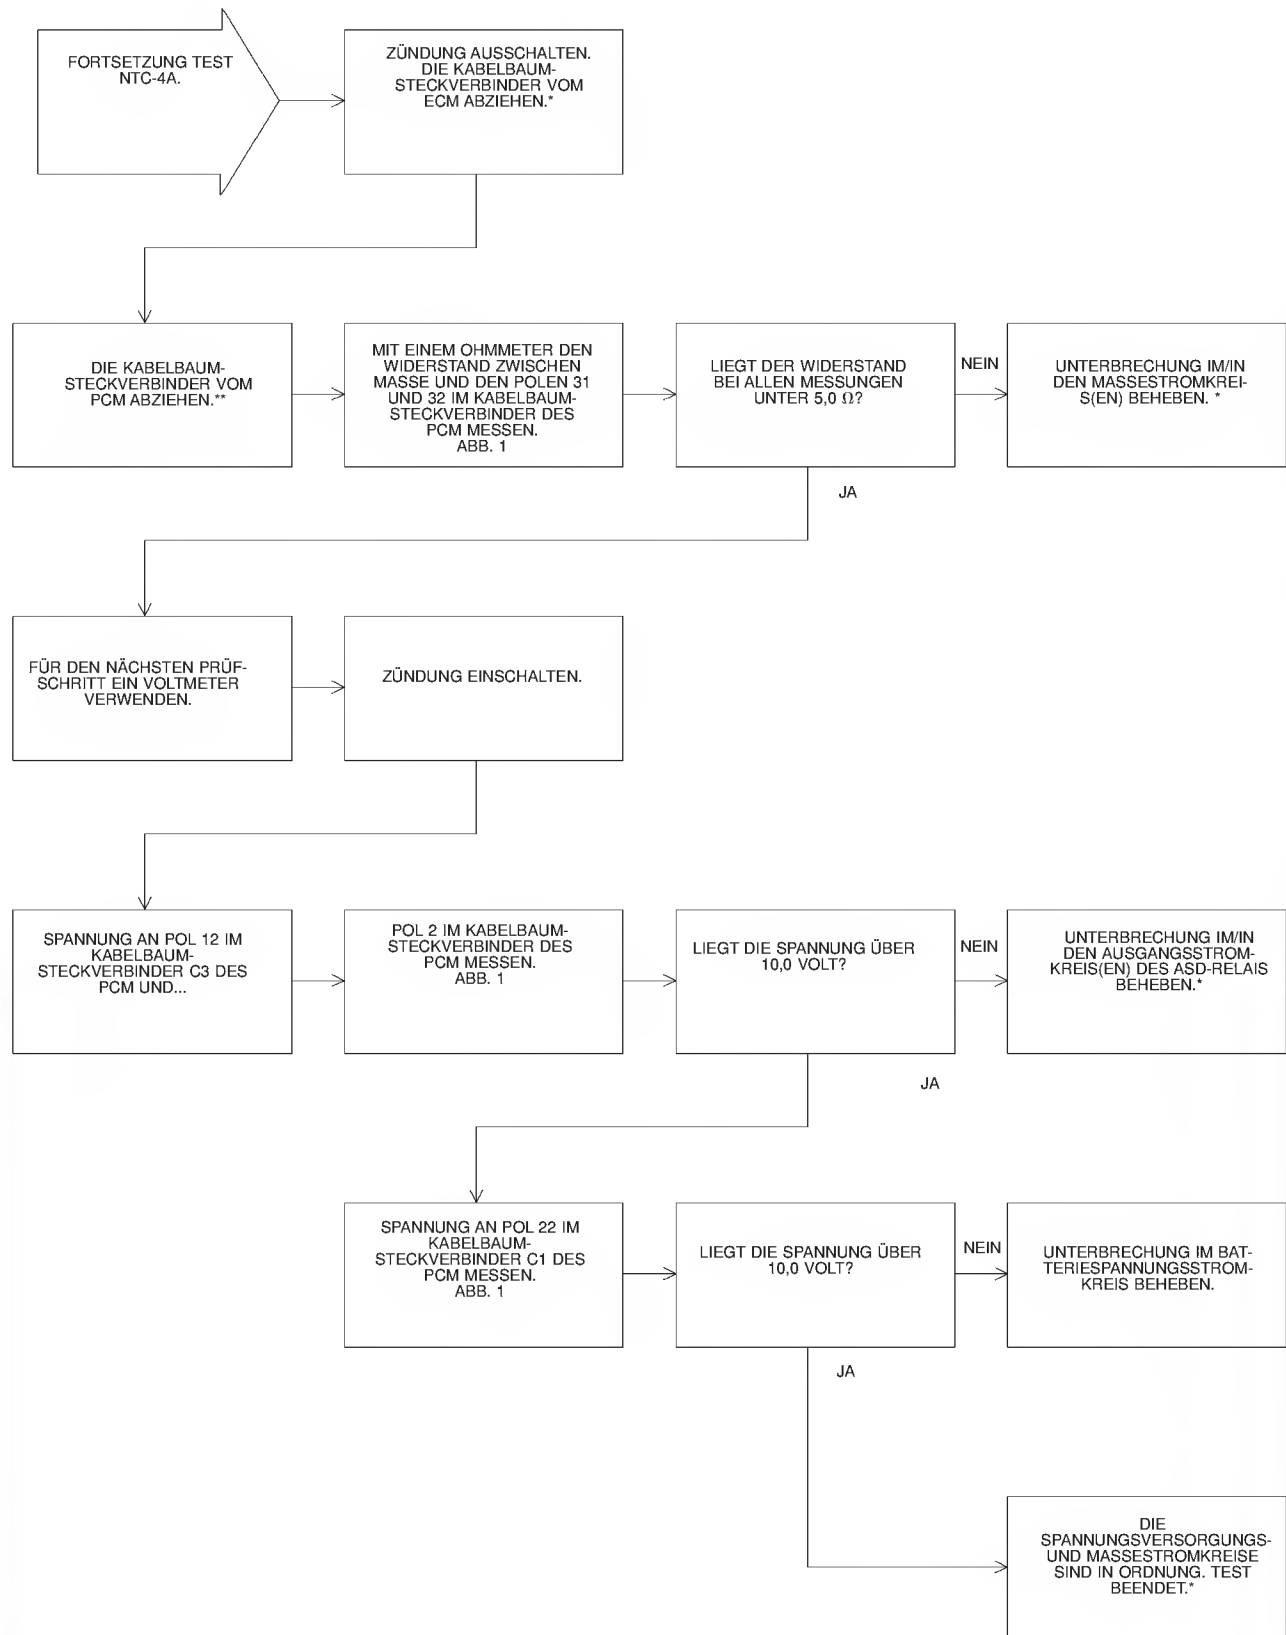 FORTSETZUNG TEST
NTC-4A.
ZÜNDUNG AUSSCHALTEN.
DIE KABELBAUM-
STECKVERBINDER VOM
ECM ABZIEHEN.*
DIE KABELBAUM-
STECKVERBINDER VOM
PCM ABZIEHEN.**
MIT EINEM OHMMETER DEN
WIDERSTAND ZWISCHEN
MASSE UND DEN POLEN 31
UND 32 IM KABELBAUM-
STECKVERBINDER DES
PCM MESSEN.
ABB. 1
LIEGT DER WIDERSTAND
BEI ALLEN MESSUNGEN
UNTER 5,0 Ω?
NEIN
UNTERBRECHUNG IM/IN
DEN MASSESTROMKREI-
S(EN) BEHEBEN. *
JA
FÜR DEN NÄCHSTEN PRÜF-
SCHRITT EIN VOLTMETER
VERWENDEN.
ZÜNDUNG EINSCHALTEN.
SPANNUNG AN POL 12 IM
KABELBAUM-
STECKVERBINDER C3 DES
PCM UND...
POL 2 IM KABELBAUM-
STECKVERBINDER DES
PCM MESSEN.
ABB. 1
LIEGT DIE SPANNUNG ÜBER
10,0 VOLT?
NEIN
UNTERBRECHUNG IM/IN
DEN AUSGANGSSTROM-
KREIS(EN) DES ASD-RELAIS
BEHEBEN.*
JA
SPANNUNG AN POL 22 IM
KABELBAUM-
STECKVERBINDER C1 DES
PCM MESSEN.
ABB. 1
LIEGT DIE SPANNUNG ÜBER
10,0 VOLT?
NEIN
UNTERBRECHUNG IM BAT-
TERIESPANNUNGSSTROM-
KREIS BEHEBEN.
JA
DIE
SPANNUNGSVERSORGUNGS-
UND MASSESTROMKREISE
SIND IN ORDNUNG. TEST
BEENDET.*